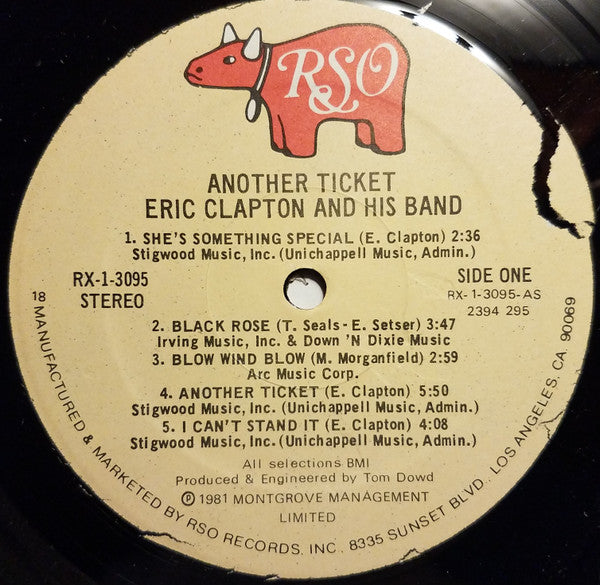 RSO
ANOTHER TICKET
ERIC CLAPTON AND HIS BAND
1. SHE'S SOMETHING SPECIAL (E. Clapton) 2:36
Stigwood Music, Inc. (Unichappell Music, Admin.)
RX-1-3095
STEREO
SIDE ONE
RX-1-3095-AS
2394 295
2. BLACK ROSE (T. Seals - E. Setser) 3:47
Irving Music, Inc. & Down 'N Dixie Music
3. BLOW WIND BLOW (M. Morganfield) 2:59
Arc Music Corp.
4. ANOTHER TICKET (E. Clapton) 5:50
Stigwood Music, Inc. (Unichappell Music, Admin.)
5. I CAN'T STAND IT (E. Clapton) 4:08
Stigwood Music, Inc. (Unichappell Music, Admin.)
All selections BMI
Produced & Engineered by Tom Dowd
℗ 1981 MONTGROVE MANAGEMENT
LIMITED
18 MANUFACTURED & MARKETED BY RSO RECORDS, INC., 8335 SUNSET BLVD. LOS ANGELES, CA. 90069